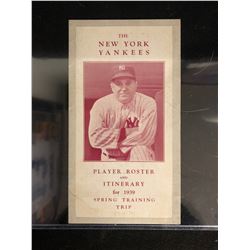 THE
NEW YORK
YANKEES
PLAYER ROSTER
AND
ITINERARY
for 1939
SPRING TRAINING
TRIP